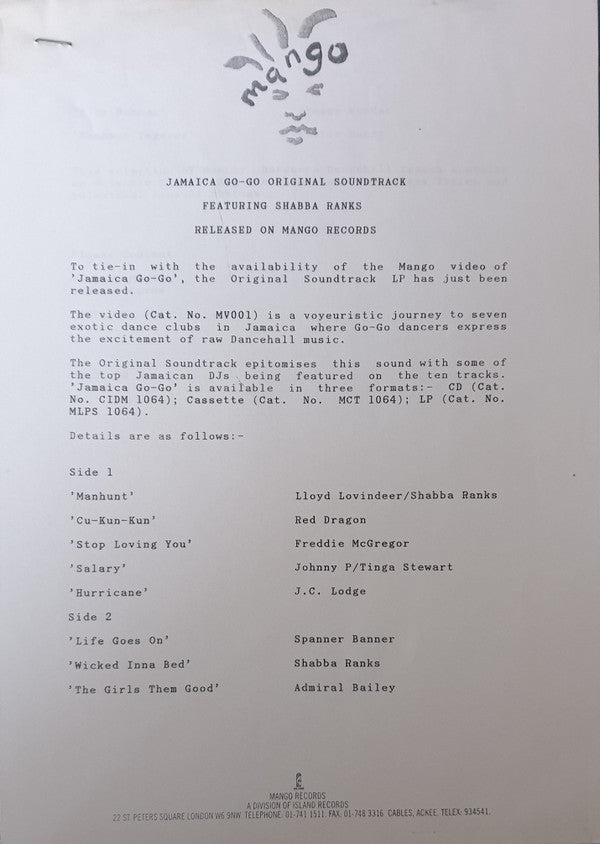 mango
JAMAICA GO-GO ORIGINAL SOUNDTRACK
FEATURING SHABBA RANKS
RELEASED ON MANGO RECORDS
To tie-in with the availability of the Mango video of
'Jamaica Go-Go', the Original Soundtrack LP has just been
released.
The video (Cat. No. MV001) is a voyeuristic journey to seven
exotic dance clubs in Jamaica where Go-Go dancers express
the excitement of raw Dancehall music.
The Original Soundtrack epitomises this sound with some of
the top Jamaican DJs being featured on the ten tracks.
'Jamaica Go-Go' is available in three formats:- CD (Cat.
No. CIDM 1064); Cassette (Cat. No. MCT 1064); LP (Cat. No.
MLPS 1064).
Details are as follows:-
Side 1
'Manhunt' Lloyd Lovindeer/Shabba Ranks
'Cu-Kun-Kun' Red Dragon
'Stop Loving You' Freddie McGregor
'Salary' Johnny P/Tinga Stewart
'Hurricane' J.C. Lodge
Side 2
'Life Goes On' Spanner Banner
'Wicked Inna Bed' Shabba Ranks
'The Girls Them Good' Admiral Bailey
MANGO RECORDS
A DIVISION OF ISLAND RECORDS
22 ST. PETERS SQUARE LONDON W6 9NW. TELEPHONE: 01-741 1511. FAX: 01-748 3316. CABLES, ACKEE. TELEX: 934541.